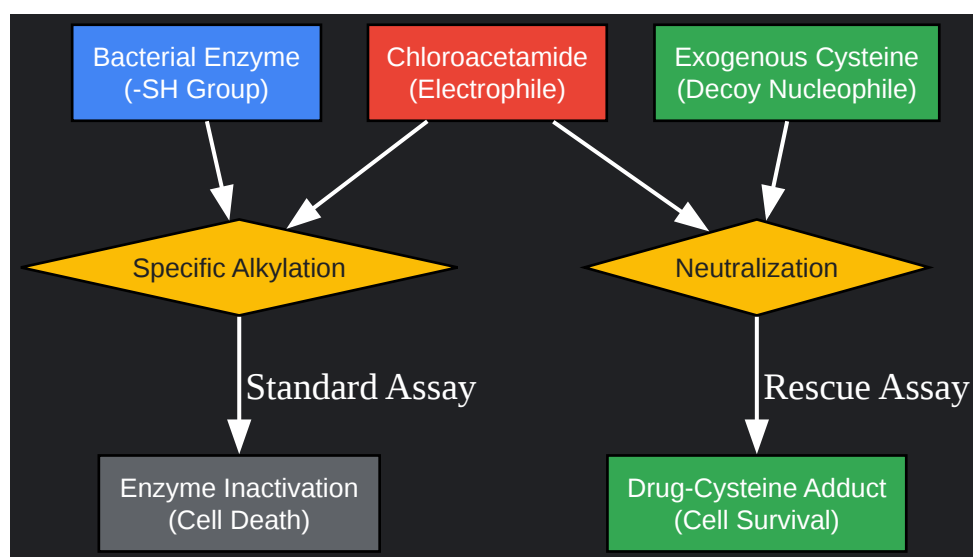 Bacterial Enzyme
(-SH Group)
Chloroacetamide
(Electrophile)
Exogenous Cysteine
(Decoy Nucleophile)
Specific Alkylation
Neutralization
Standard Assay
Rescue Assay
Enzyme Inactivation
(Cell Death)
Drug-Cysteine Adduct
(Cell Survival)